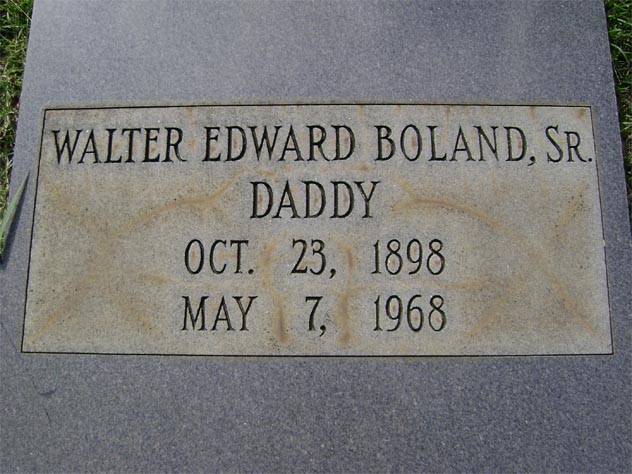 WALTER EDWARD BOLAND, SR.
DADDY
OCT. 23, 1898
MAY 7, 1968